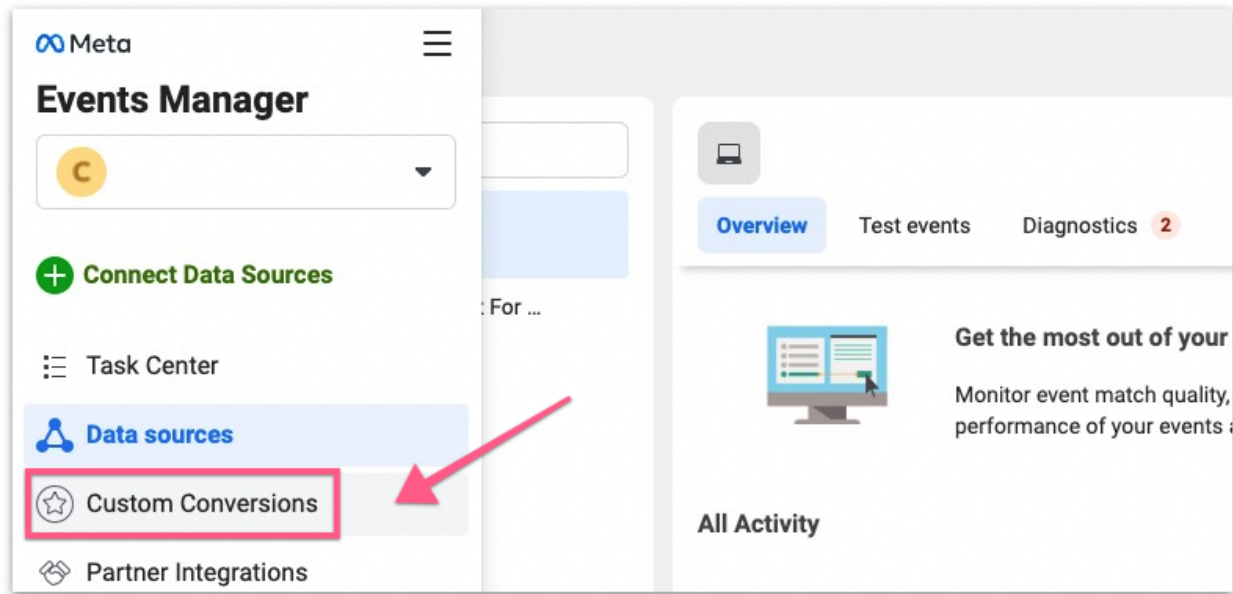 Meta
Events Manager
C
Connect Data Sources
Task Center
Data sources
Custom Conversions
Partner Integrations
: For ...
Overview
Test events
Diagnostics 2
Get the most out of your
Monitor event match quality,
performance of your events a
All Activity